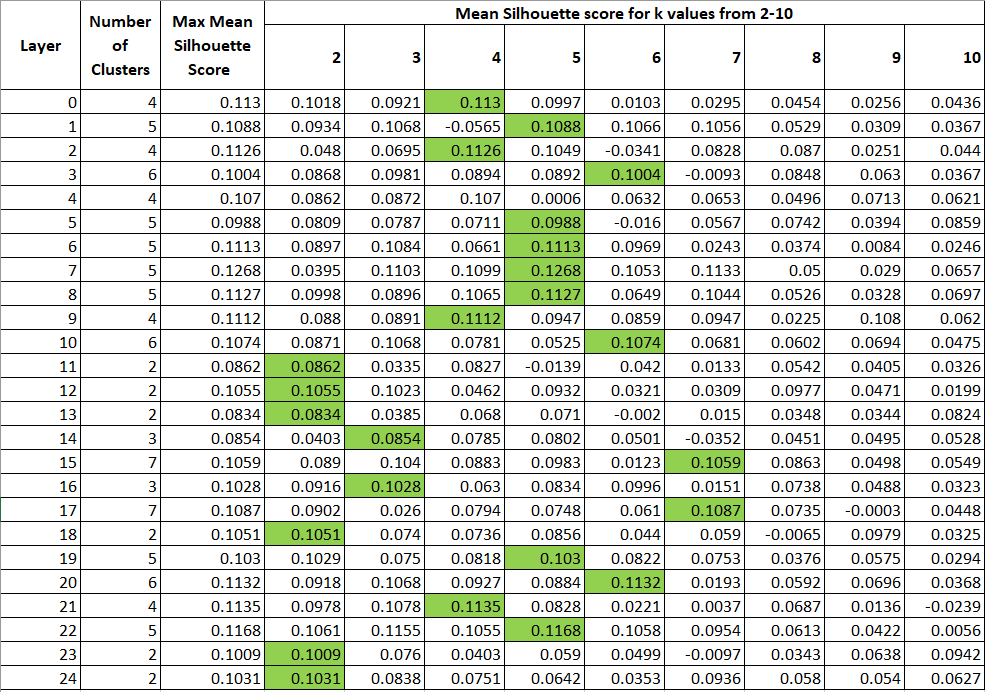 Layer Number of Clusters Max Mean Silhouette Score Mean Silhouette score for k values from 2-10
2 3 4 5 6 7 8 9 10
0 4 0.113 0.1018 0.0921 0.113 0.0997 0.0103 0.0295 0.0454 0.0256 0.0436
1 5 0.1088 0.0934 0.1068 -0.0565 0.1088 0.1066 0.1056 0.0529 0.0309 0.0367
2 4 0.1126 0.048 0.0695 0.1126 0.1049 -0.0341 0.0828 0.087 0.0251 0.044
3 6 0.1004 0.0868 0.0981 0.0894 0.0892 0.1004 -0.0093 0.0848 0.063 0.0367
4 4 0.107 0.0862 0.0872 0.107 0.0006 0.0632 0.0653 0.0496 0.0713 0.0621
5 5 0.0988 0.0809 0.0787 0.0711 0.0988 -0.016 0.0567 0.0742 0.0394 0.0859
6 5 0.1113 0.0897 0.1084 0.0661 0.1113 0.0969 0.0243 0.0374 0.0084 0.0246
7 5 0.1268 0.0395 0.1103 0.1099 0.1268 0.1053 0.1133 0.05 0.029 0.0657
8 5 0.1127 0.0998 0.0896 0.1065 0.1127 0.0649 0.1044 0.0526 0.0328 0.0697
9 4 0.1112 0.088 0.0891 0.1112 0.0947 0.0859 0.0947 0.0225 0.108 0.062
10 6 0.1074 0.0871 0.1068 0.0781 0.0525 0.1074 0.0681 0.0602 0.0694 0.0475
11 2 0.0862 0.0862 0.0335 0.0827 -0.0139 0.042 0.0133 0.0542 0.0405 0.0326
12 2 0.1055 0.1055 0.1023 0.0462 0.0932 0.0321 0.0309 0.0977 0.0471 0.0199
13 2 0.0834 0.0834 0.0385 0.068 0.071 -0.002 0.015 0.0348 0.0344 0.0824
14 3 0.0854 0.0403 0.0854 0.0785 0.0802 0.0501 -0.0352 0.0451 0.0495 0.0528
15 7 0.1059 0.089 0.104 0.0883 0.0983 0.0123 0.1059 0.0863 0.0498 0.0549
16 3 0.1028 0.0916 0.1028 0.063 0.0834 0.0996 0.0151 0.0738 0.0488 0.0323
17 7 0.1087 0.0902 0.026 0.0794 0.0748 0.061 0.1087 0.0735 -0.0003 0.0448
18 2 0.1051 0.1051 0.074 0.0736 0.0856 0.044 0.059 -0.0065 0.0979 0.0325
19 5 0.103 0.1029 0.075 0.0818 0.103 0.0822 0.0753 0.0376 0.0575 0.0294
20 6 0.1132 0.0918 0.1068 0.0927 0.0884 0.1132 0.0193 0.0592 0.0696 0.0368
21 4 0.1135 0.0978 0.1078 0.1135 0.0828 0.0221 0.0037 0.0687 0.0136 -0.0239
22 5 0.1168 0.1061 0.1155 0.1055 0.1168 0.1058 0.0954 0.0613 0.0422 0.0056
23 2 0.1009 0.1009 0.076 0.0403 0.059 0.0499 -0.0097 0.0343 0.0638 0.0942
24 2 0.1031 0.1031 0.0838 0.0751 0.0642 0.0353 0.0936 0.058 0.054 0.0627